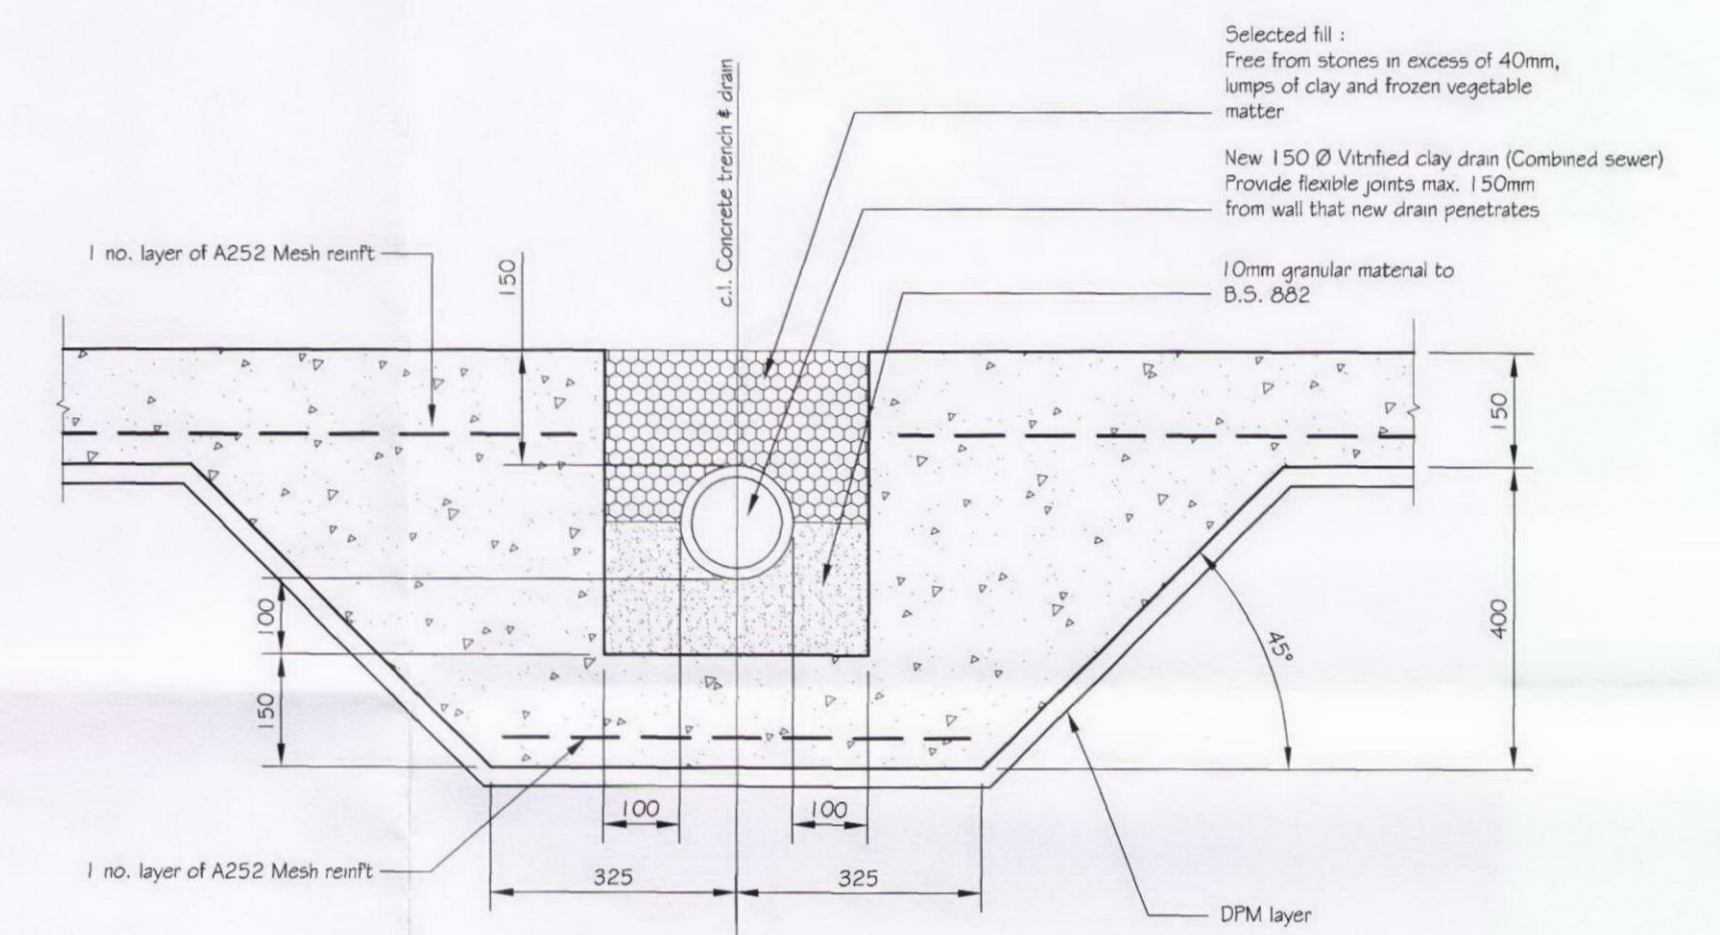 Selected fill :
Free from stones in excess of 40mm,
lumps of clay and frozen vegetable
matter
c.l. Concrete trench & drain
New 150 Ø Vitrified clay drain (Combined sewer)
Provide flexible joints max. 150mm
from wall that new drain penetrates
1 no. layer of A252 Mesh reinf't
150
10mm granular material to
B.S. 882
150
100
400
45°
150
100
100
1 no. layer of A252 Mesh reinf't
325
325
DPM layer